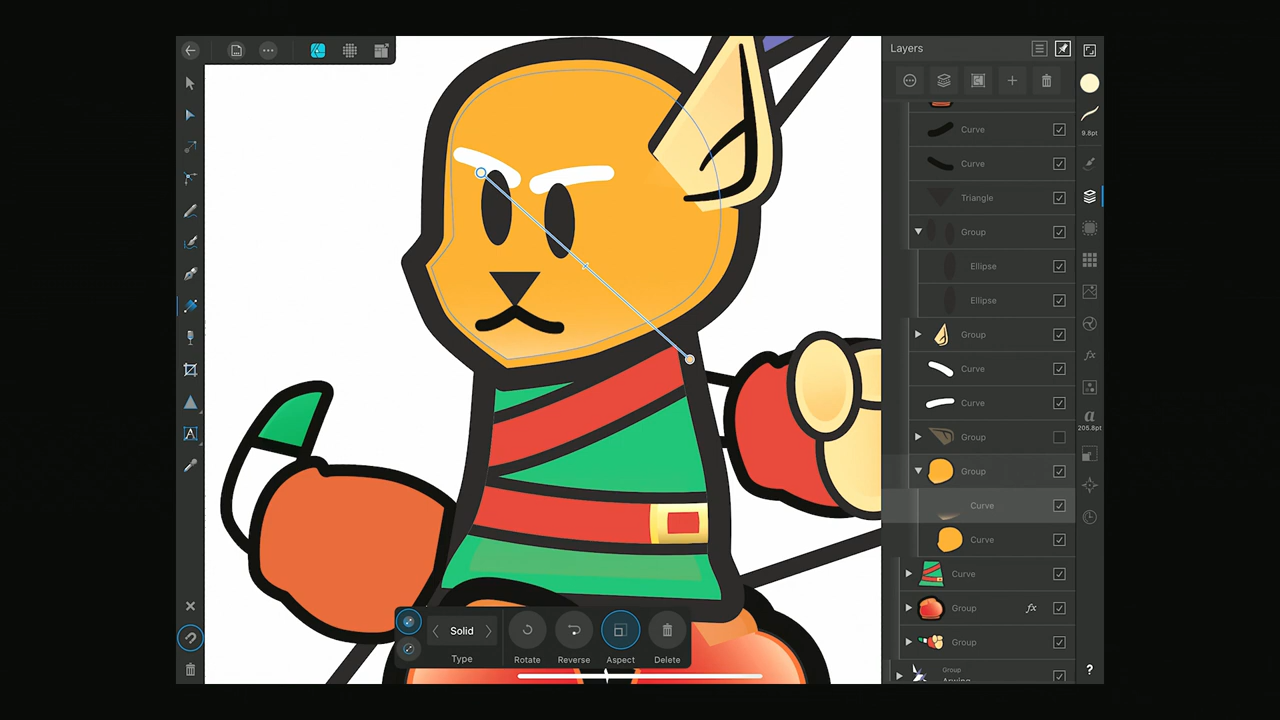 Layers
9.8pt
Curve
Curve
Triangle
Group
Ellipse
Ellipse
Group
Curve
Curve
a
205.8pt
Group
Group
Curve
Curve
Curve
Group
fx
Group
Group
Solid
Type
Rotate
Reverse
Aspect
Delete
?